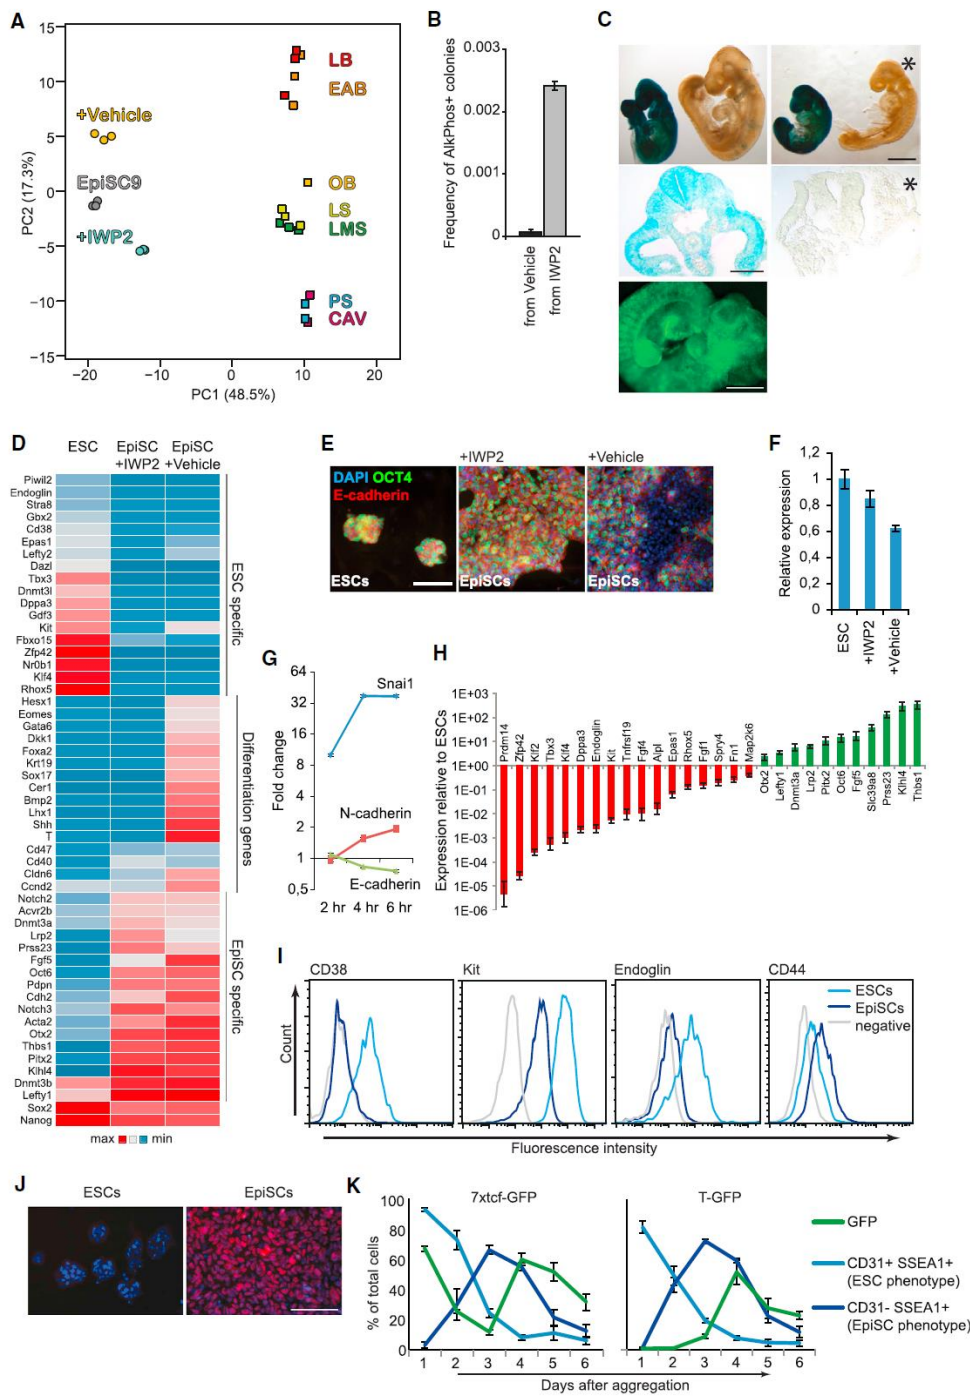 A
15
10
5
0
−5
−10
−15
PC2 (17.3%)
+Vehicle
EpiSC9
+IWP2
LB
EAB
OB
LS
LMS
PS
CAV
−20
−10
0
10
20
PC1 (48.5%)
B
0.003
0.002
0.001
0
Frequency of AlkPhos+ colonies
from Vehicle
from IWP2
C
*
*
D
ESC
EpiSC +IWP2
EpiSC +Vehicle
Piwil2
Endoglin
Stra8
Gbx2
Cd38
Epas1
Lefty2
Dazl
Tbx3
Dnmt3l
Dppa3
Gdf3
Kit
Fbxo15
Zfp42
Nr0b1
Klf4
Rhox5
Hesx1
Eomes
Gata6
Dkk1
Foxa2
Krt19
Sox17
Cer1
Bmp2
Lhx1
Shh
T
Cd47
Cd40
Cldn6
Ccnd2
Notch2
Acvr2b
Dnmt3a
Lrp2
Prss23
Fgf5
Oct6
Pdpn
Cdh2
Notch3
Acta2
Otx2
Thbs1
Pitx2
Klhl4
Dnmt3b
Lefty1
Sox2
Nanog
ESC specific
Differentiation genes
EpiSC specific
max
min
E
+IWP2
+Vehicle
DAPI OCT4
E-cadherin
ESCs
EpiSCs
EpiSCs
F
1,2
1
0,8
0,6
0,4
0,2
0
Relative expression
ESC
+IWP2
+Vehicle
G
64
32
16
8
4
2
1
0,5
Fold change
Snai1
N-cadherin
E-cadherin
2 hr 4 hr 6 hr
H
Expression relative to ESCs
1E+03
1E+02
1E+01
1E+00
1E-01
1E-02
1E-03
1E-04
1E-05
1E-06
Prdm14
Zfp42
Klf2
Tbx3
Klf4
Dppa3
Endoglin
Kit
Tnfrsf19
Fgf4
Alpl
Epas1
Rhox5
Fgf1
Spry4
Fn1
Map2k6
Otx2
Lefty1
Dnmt3a
Lrp2
Pitx2
Oct6
Fgf5
Slc39a8
Prss23
Klhl4
Thbs1
I
CD38
Kit
Endoglin
CD44
Count
ESCs
EpiSCs
negative
Fluorescence intensity
J
ESCs
EpiSCs
K
7xtcf-GFP
T-GFP
% of total cells
100
80
60
40
20
0
1 2 3 4 5 6
1 2 3 4 5 6
Days after aggregation
GFP
CD31+ SSEA1+
(ESC phenotype)
CD31- SSEA1+
(EpiSC phenotype)